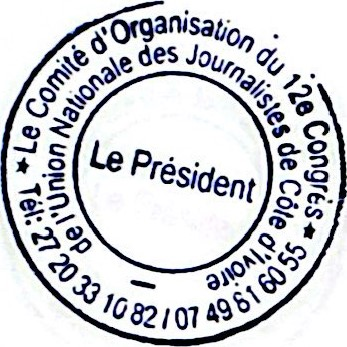 ★ Le Comité d'Organisation du 12e Congrès ★
de l'Union Nationale des Journalistes de Côte d'Ivoire
Le Président
Tél: 27 20 33 10 82 / 07 49 61 60 55